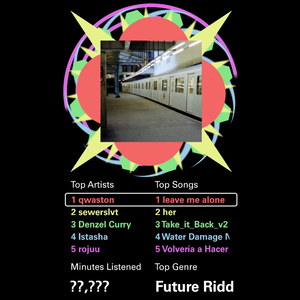 Top Artists Top Songs
1 qwaston 1 leave me alone
2 sewerslvt 2 her
3 Denzel Curry 3 Take_it_Back_v2
4 Istasha 4 Water Damage N
5 rojuu 5 Volvería a Hacer
Minutes Listened Top Genre
??,??? Future Ridd